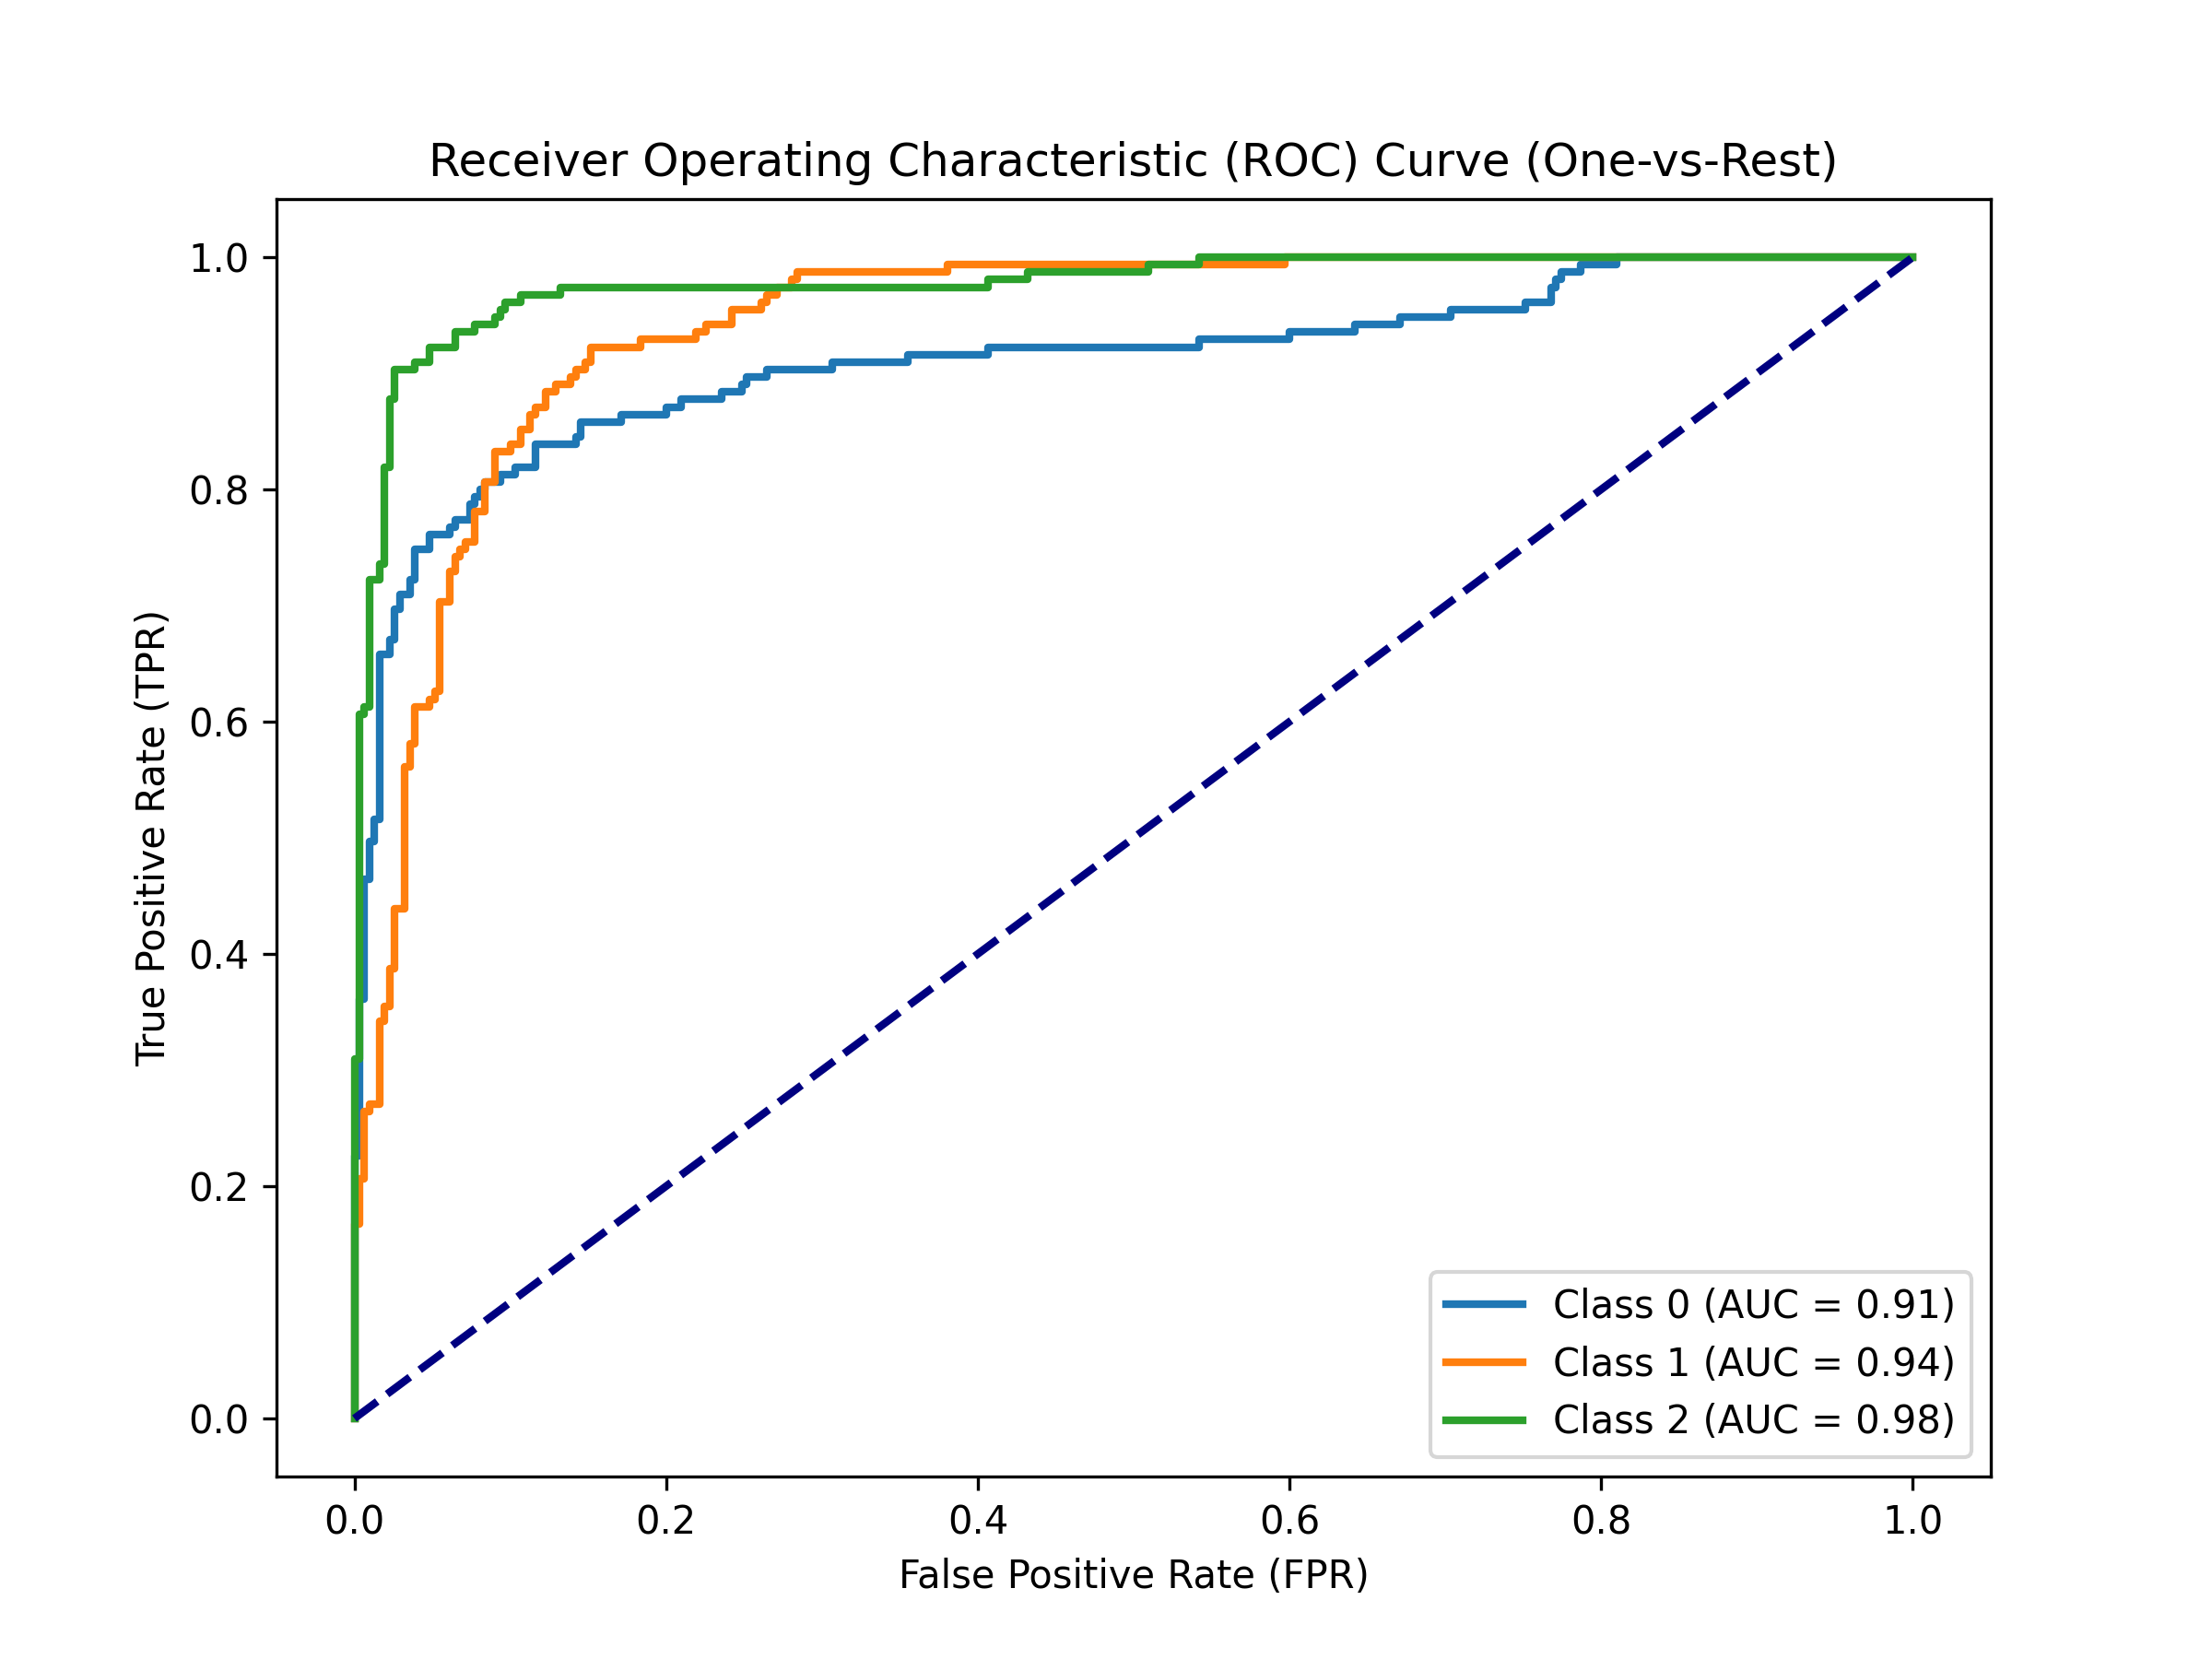 Receiver Operating Characteristic (ROC) Curve (One-vs-Rest)
1.0
0.8
0.6
0.4
0.2
0.0
True Positive Rate (TPR)
0.0 0.2 0.4 0.6 0.8 1.0
False Positive Rate (FPR)
Class 0 (AUC = 0.91)
Class 1 (AUC = 0.94)
Class 2 (AUC = 0.98)